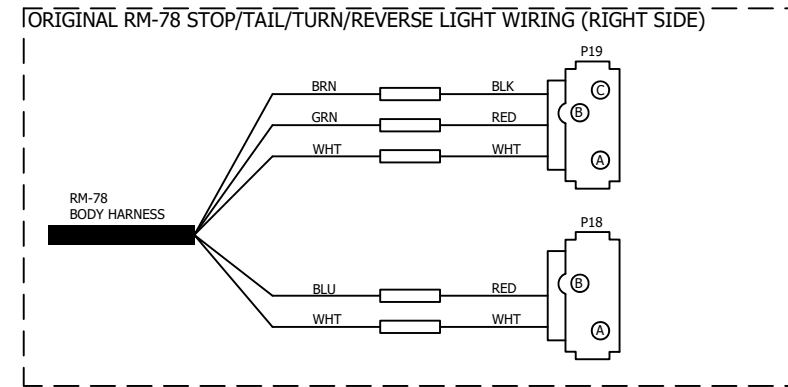 ORIGINAL RM-78 STOP/TAIL/TURN/REVERSE LIGHT WIRING (RIGHT SIDE)
P19
BRN BLK
C
GRN RED
B
WHT WHT
A
RM-78
BODY HARNESS
P18
BLU RED
B
WHT WHT
A